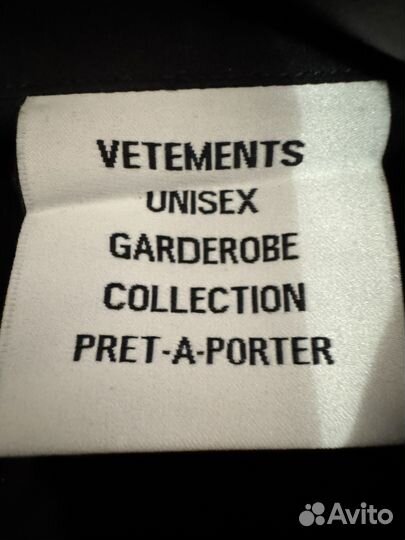 VETEMENTS
UNISEX
GARDEROBE
COLLECTION
PRET-A-PORTER
Avito